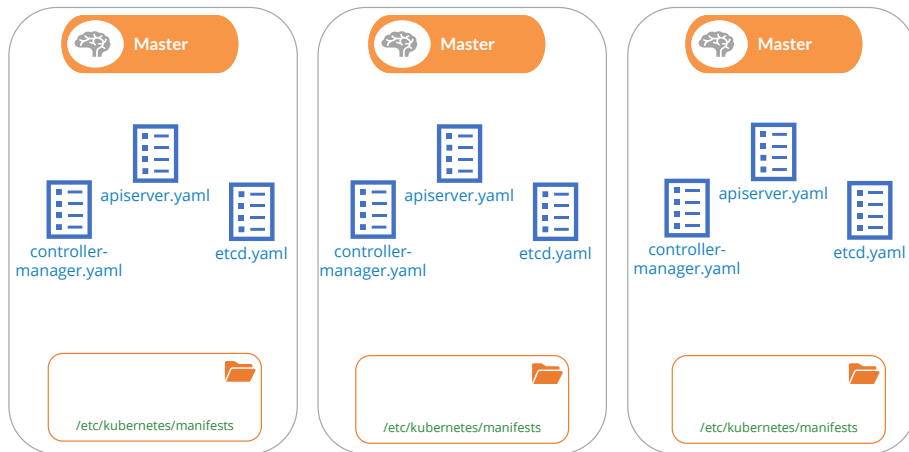 Master
apiserver.yaml
controller-
manager.yaml
etcd.yaml
/etc/kubernetes/manifests
Master
apiserver.yaml
controller-
manager.yaml
etcd.yaml
/etc/kubernetes/manifests
Master
apiserver.yaml
controller-
manager.yaml
etcd.yaml
/etc/kubernetes/manifests